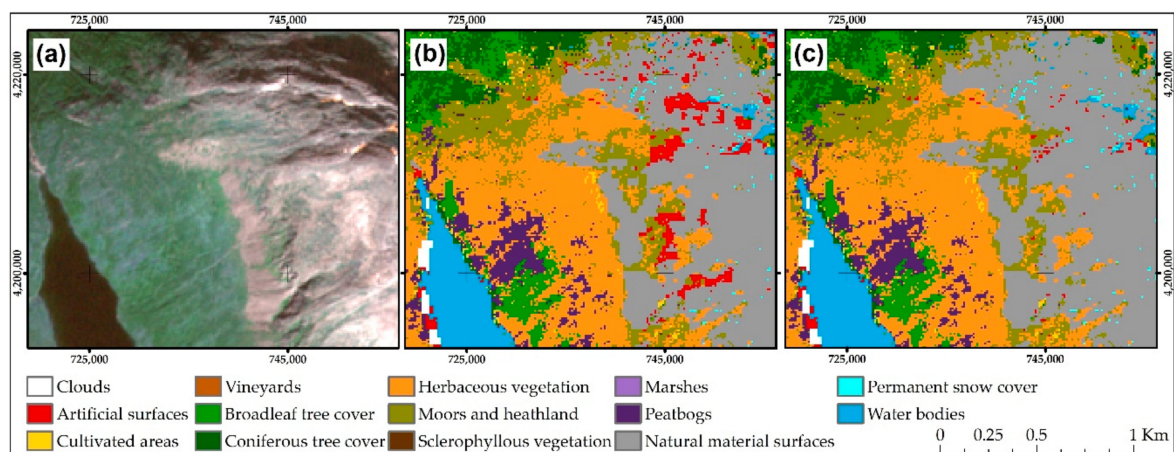 725,000 745,000 725,000 745,000 725,000 745,000
(a) (b) (c)
4,220,000 4,220,000
4,200,000 4,200,000
725,000 745,000 725,000 745,000 725,000 745,000
Clouds Vineyards Herbaceous vegetation Marshes Permanent snow cover
Artificial surfaces Broadleaf tree cover Moors and heathland Peatbogs Water bodies
Cultivated areas Coniferous tree cover Sclerophyllous vegetation Natural material surfaces
0 0.25 0.5 1 Km